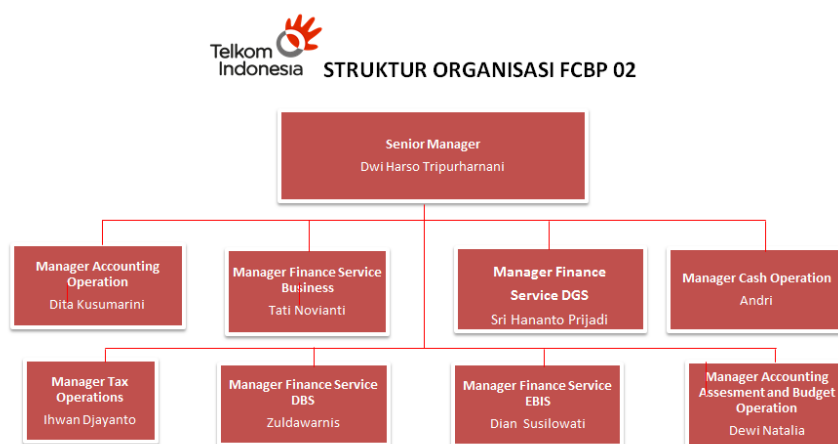 Telkom
Indonesia
STRUKTUR ORGANISASI FCBP 02
Senior Manager
Dwi Harso Tripurharnani
Manager Accounting
Operation
Dita Kusumarini
Manager Finance Service
Business
Tati Novianti
Manager Finance
Service DGS
Sri Hananto Prijadi
Manager Cash Operation
Andri
Manager Tax
Operations
Ihwan Djayanto
Manager Finance Service
DBS
Zuldawarnis
Manager Finance Service
EBIS
Dian Susilowati
Manager Accounting
Assesment and Budget
Operation
Dewi Natalia